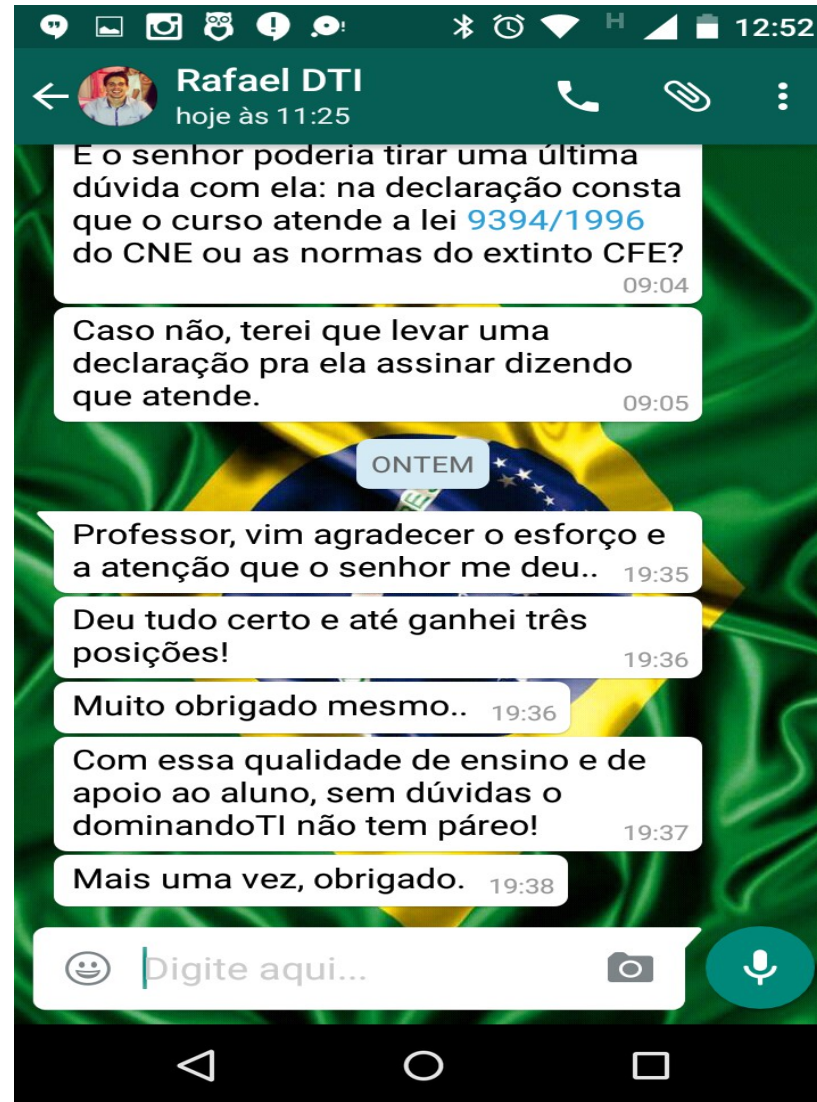 12:52
Rafael DTI
hoje às 11:25
E o senhor poderia tirar uma última
dúvida com ela: na declaração consta
que o curso atende a lei 9394/1996
do CNE ou as normas do extinto CFE?
09:04
Caso não, terei que levar uma
declaração pra ela assinar dizendo
que atende.
09:05
ONTEM
Professor, vim agradecer o esforço e
a atenção que o senhor me deu.. 19:35
Deu tudo certo e até ganhei três
posições!
19:36
Muito obrigado mesmo.. 19:36
Com essa qualidade de ensino e de
apoio ao aluno, sem dúvidas o
dominandoTI não tem páreo! 19:37
Mais uma vez, obrigado. 19:38
Digite aqui...